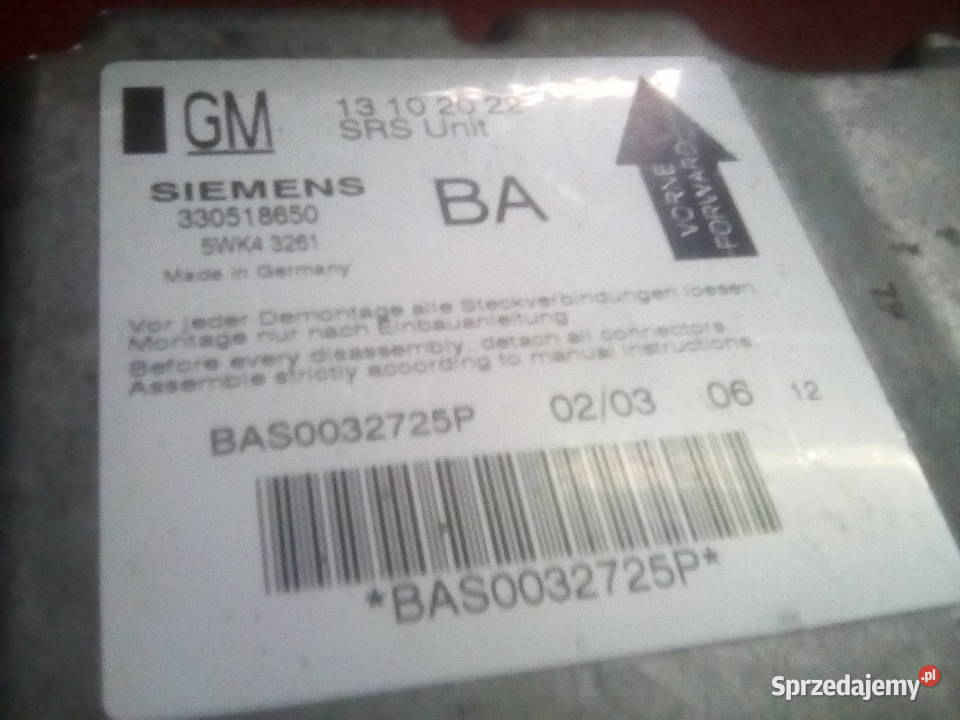 GM 13 10 20 22
SRS Unit
SIEMENS
330518650
BA
5WK4 3261
Made in Germany
VORNE
FORWARD
Vor jeder Demontage alle Steckverbindungen loesen
Montage nur nach Einbauanleitung
Before every disassembly, detach all connectors.
Assemble strictly according to manual instructions.
BAS0032725P 02/03 06 12
*BAS0032725P*
Sprzedajemy.pl